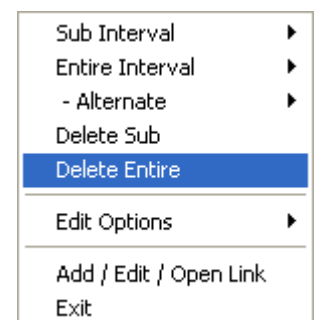 Sub Interval
Entire Interval
- Alternate
Delete Sub
Delete Entire
Edit Options
Add / Edit / Open Link
Exit